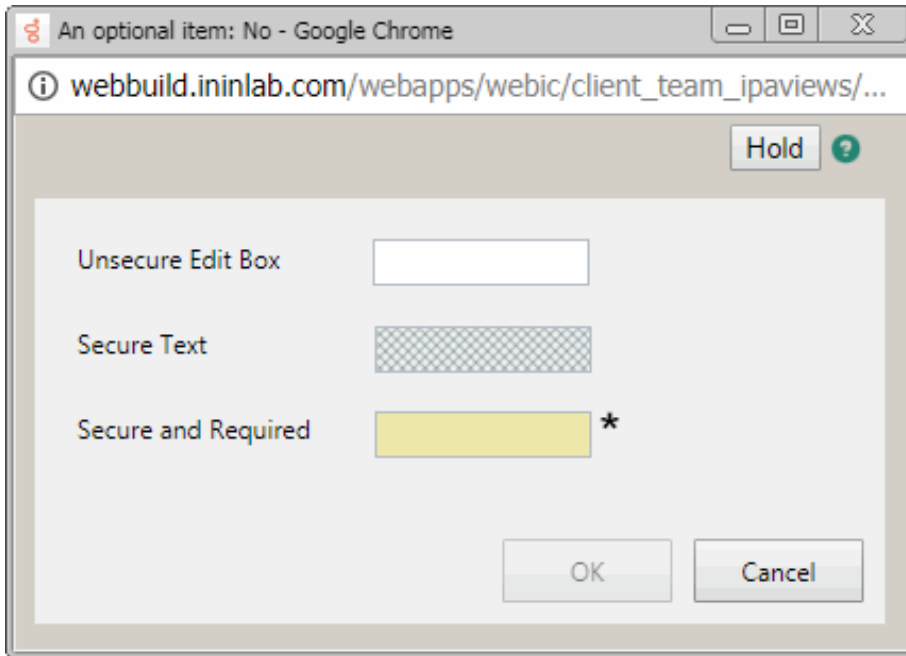 An optional item: No - Google Chrome
webbuild.ininlab.com/webapps/webic/client_team_ipaviews/...
Hold ?
Unsecure Edit Box
Secure Text
Secure and Required *
OK Cancel